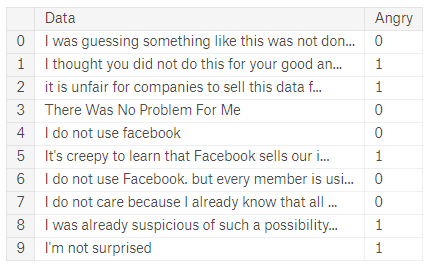 Data Angry
0 I was guessing something like this was not don... 0
1 I thought you did not do this for your good an... 1
2 it is unfair for companies to sell this data f... 1
3 There Was No Problem For Me 0
4 I do not use facebook 0
5 It's creepy to learn that Facebook sells our i... 1
6 I do not use Facebook. but every member is usi... 0
7 I do not care because I already know that all ... 0
8 I was already suspicious of such a possibility... 1
9 I'm not surprised 1